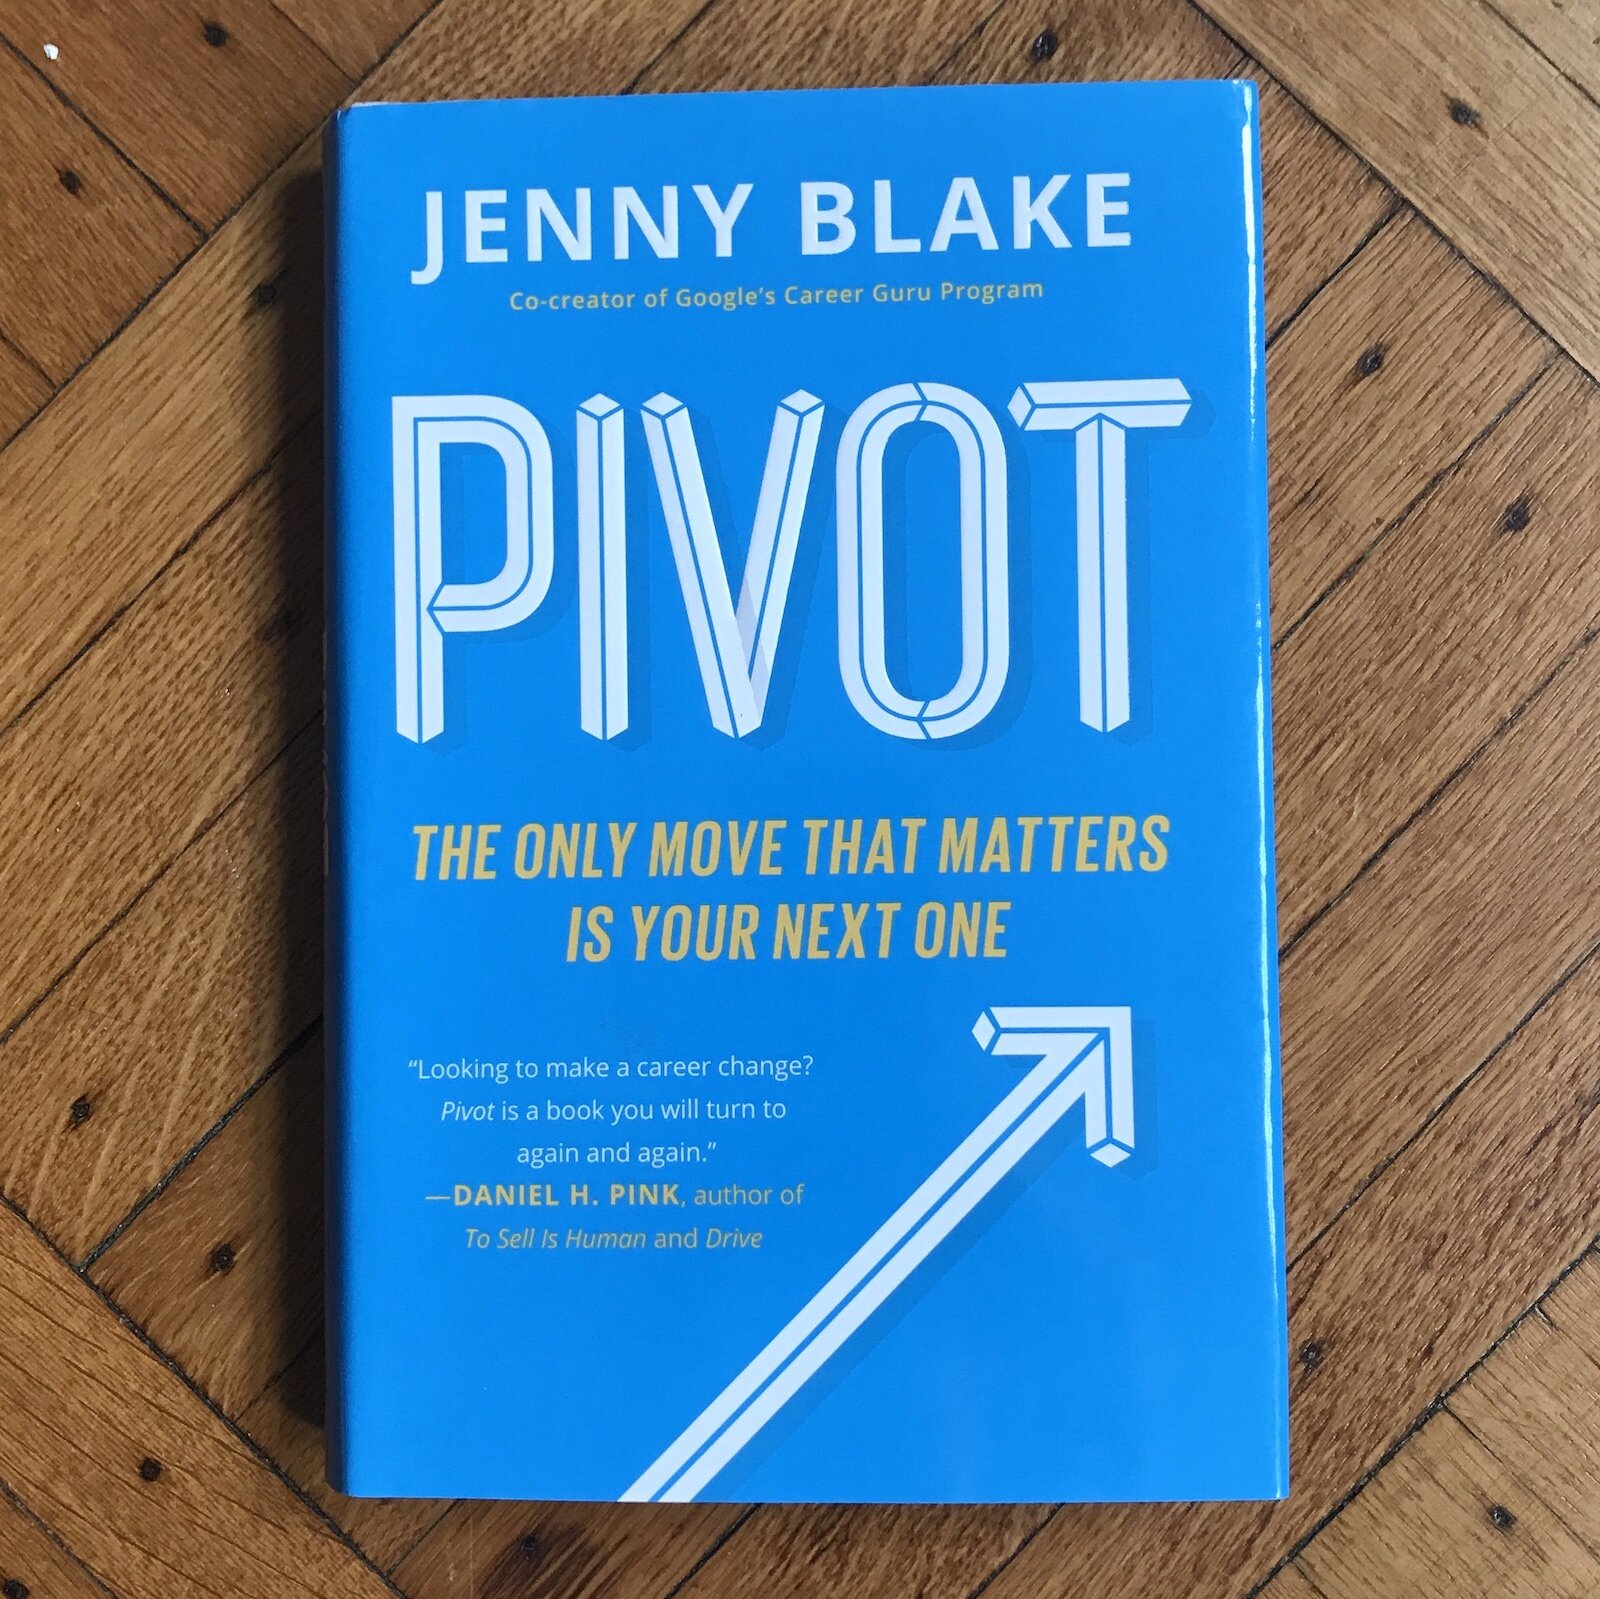 JENNY BLAKE
Co-creator of Google's Career Guru Program
PIVOT
THE ONLY MOVE THAT MATTERS
IS YOUR NEXT ONE
“Looking to make a career change?
Pivot is a book you will turn to
again and again.”
—DANIEL H. PINK, author of
To Sell Is Human and Drive